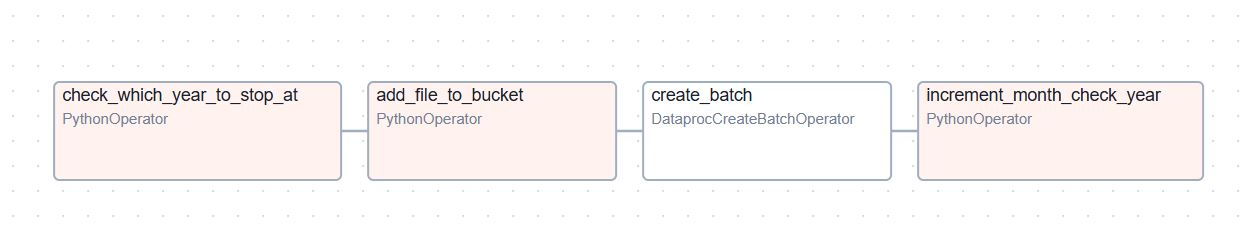 check_which_year_to_stop_at
PythonOperator
add_file_to_bucket
PythonOperator
create_batch
DataprocCreateBatchOperator
increment_month_check_year
PythonOperator